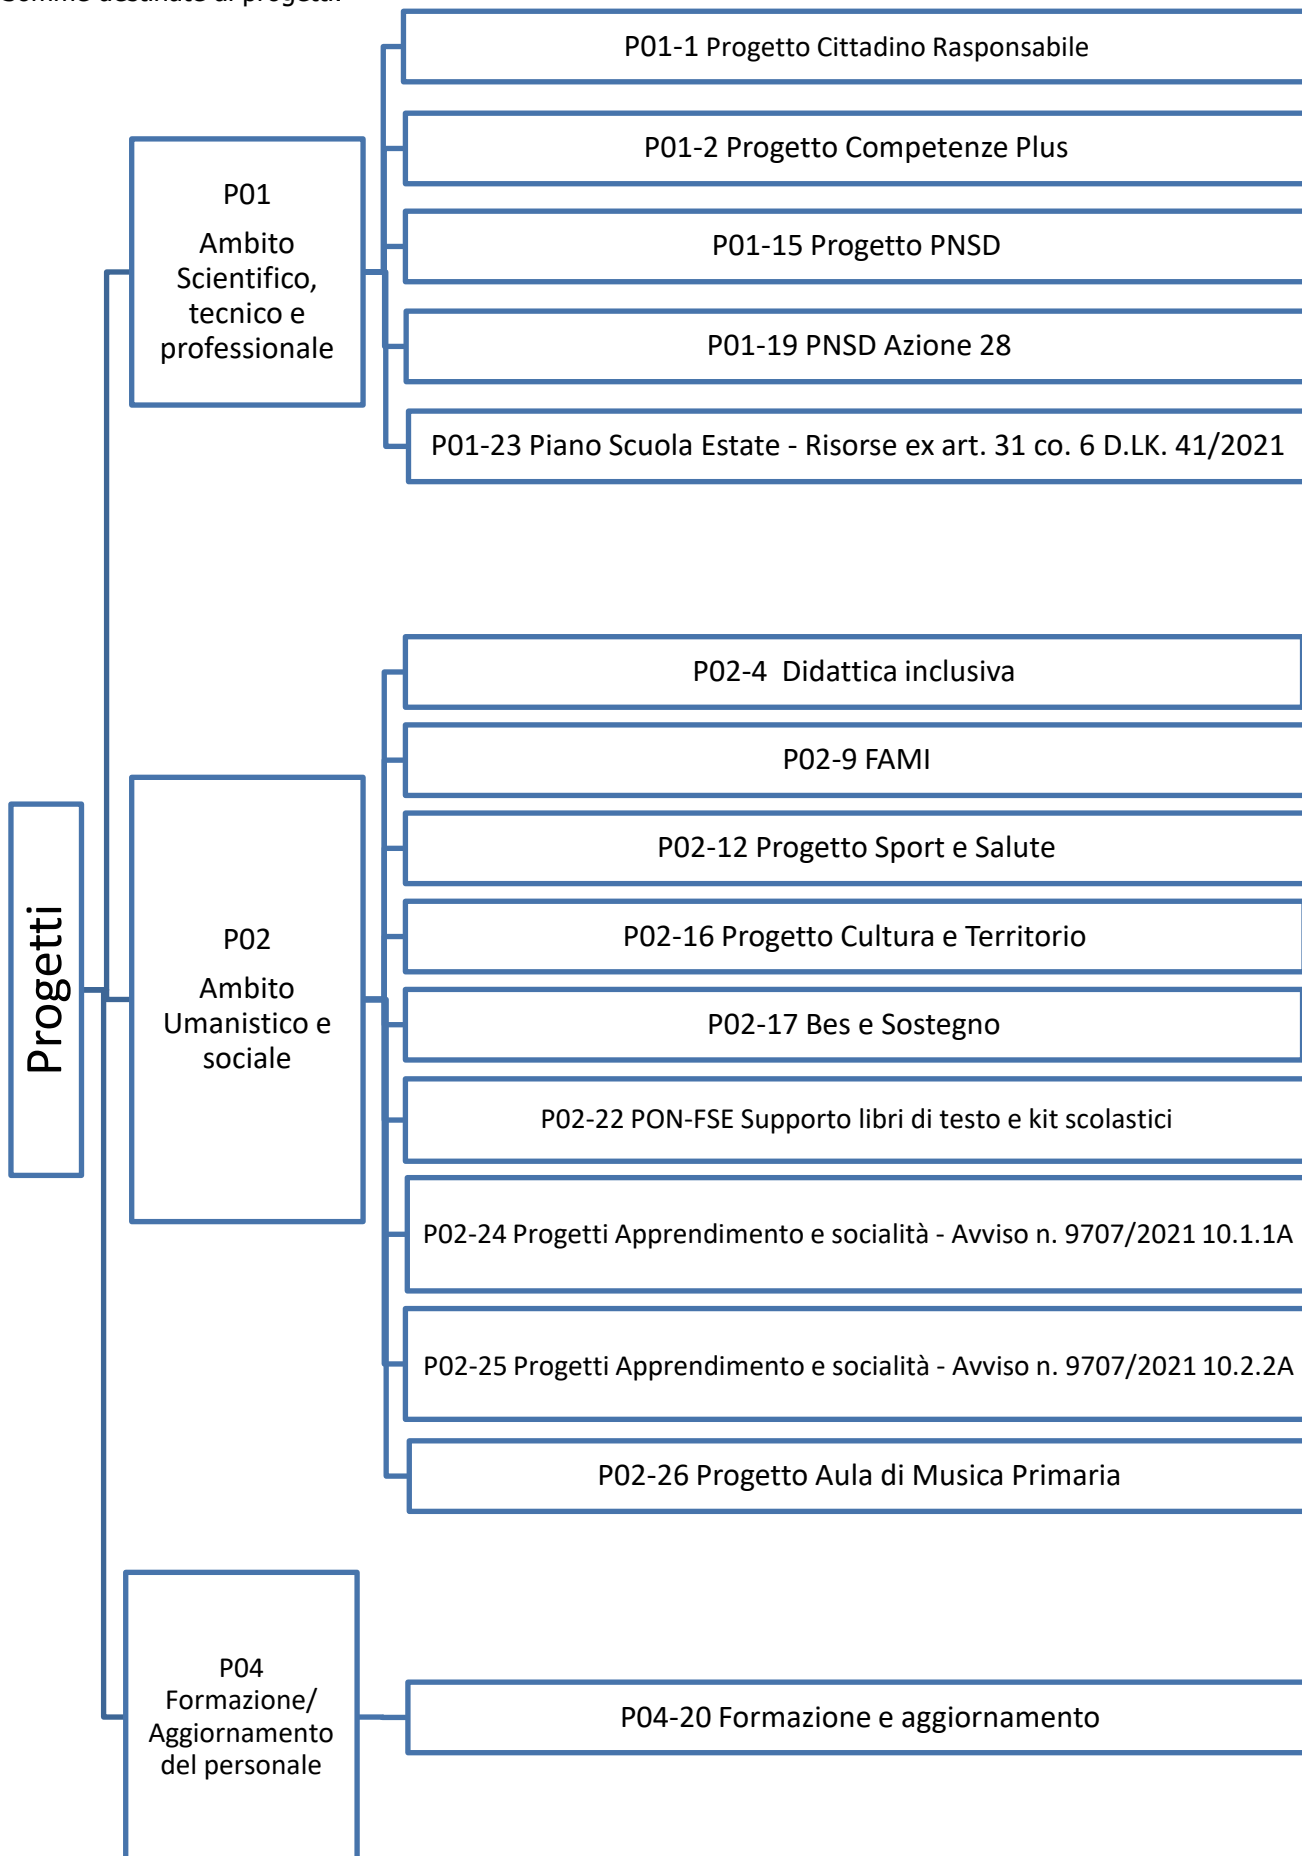 Somme destinate ai progetti:
P01-1 Progetto Cittadino Rasponsabile
P01-2 Progetto Competenze Plus
P01
Ambito
Scientifico,
tecnico e
professionale
P01-15 Progetto PNSD
P01-19 PNSD Azione 28
P01-23 Piano Scuola Estate - Risorse ex art. 31 co. 6 D.LK. 41/2021
Progetti
P02
Ambito
Umanistico e
sociale
P02-4 Didattica inclusiva
P02-9 FAMI
P02-12 Progetto Sport e Salute
P02-16 Progetto Cultura e Territorio
P02-17 Bes e Sostegno
P02-22 PON-FSE Supporto libri di testo e kit scolastici
P02-24 Progetti Apprendimento e socialità - Avviso n. 9707/2021 10.1.1A
P02-25 Progetti Apprendimento e socialità - Avviso n. 9707/2021 10.2.2A
P02-26 Progetto Aula di Musica Primaria
P04
Formazione/
Aggiornamento
del personale
P04-20 Formazione e aggiornamento